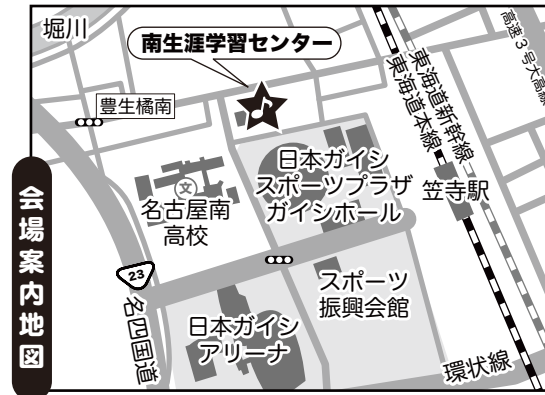 堀川
南生涯学習センター
高速3号大高線
東海道新幹線
東海道本線
豊生橋南
日本ガイシ
スポーツプラザ
ガイシホール
笠寺駅
文
名古屋南
高校
会場案内地図
23
名四国道
スポーツ
振興会館
日本ガイシ
アリーナ
環状線